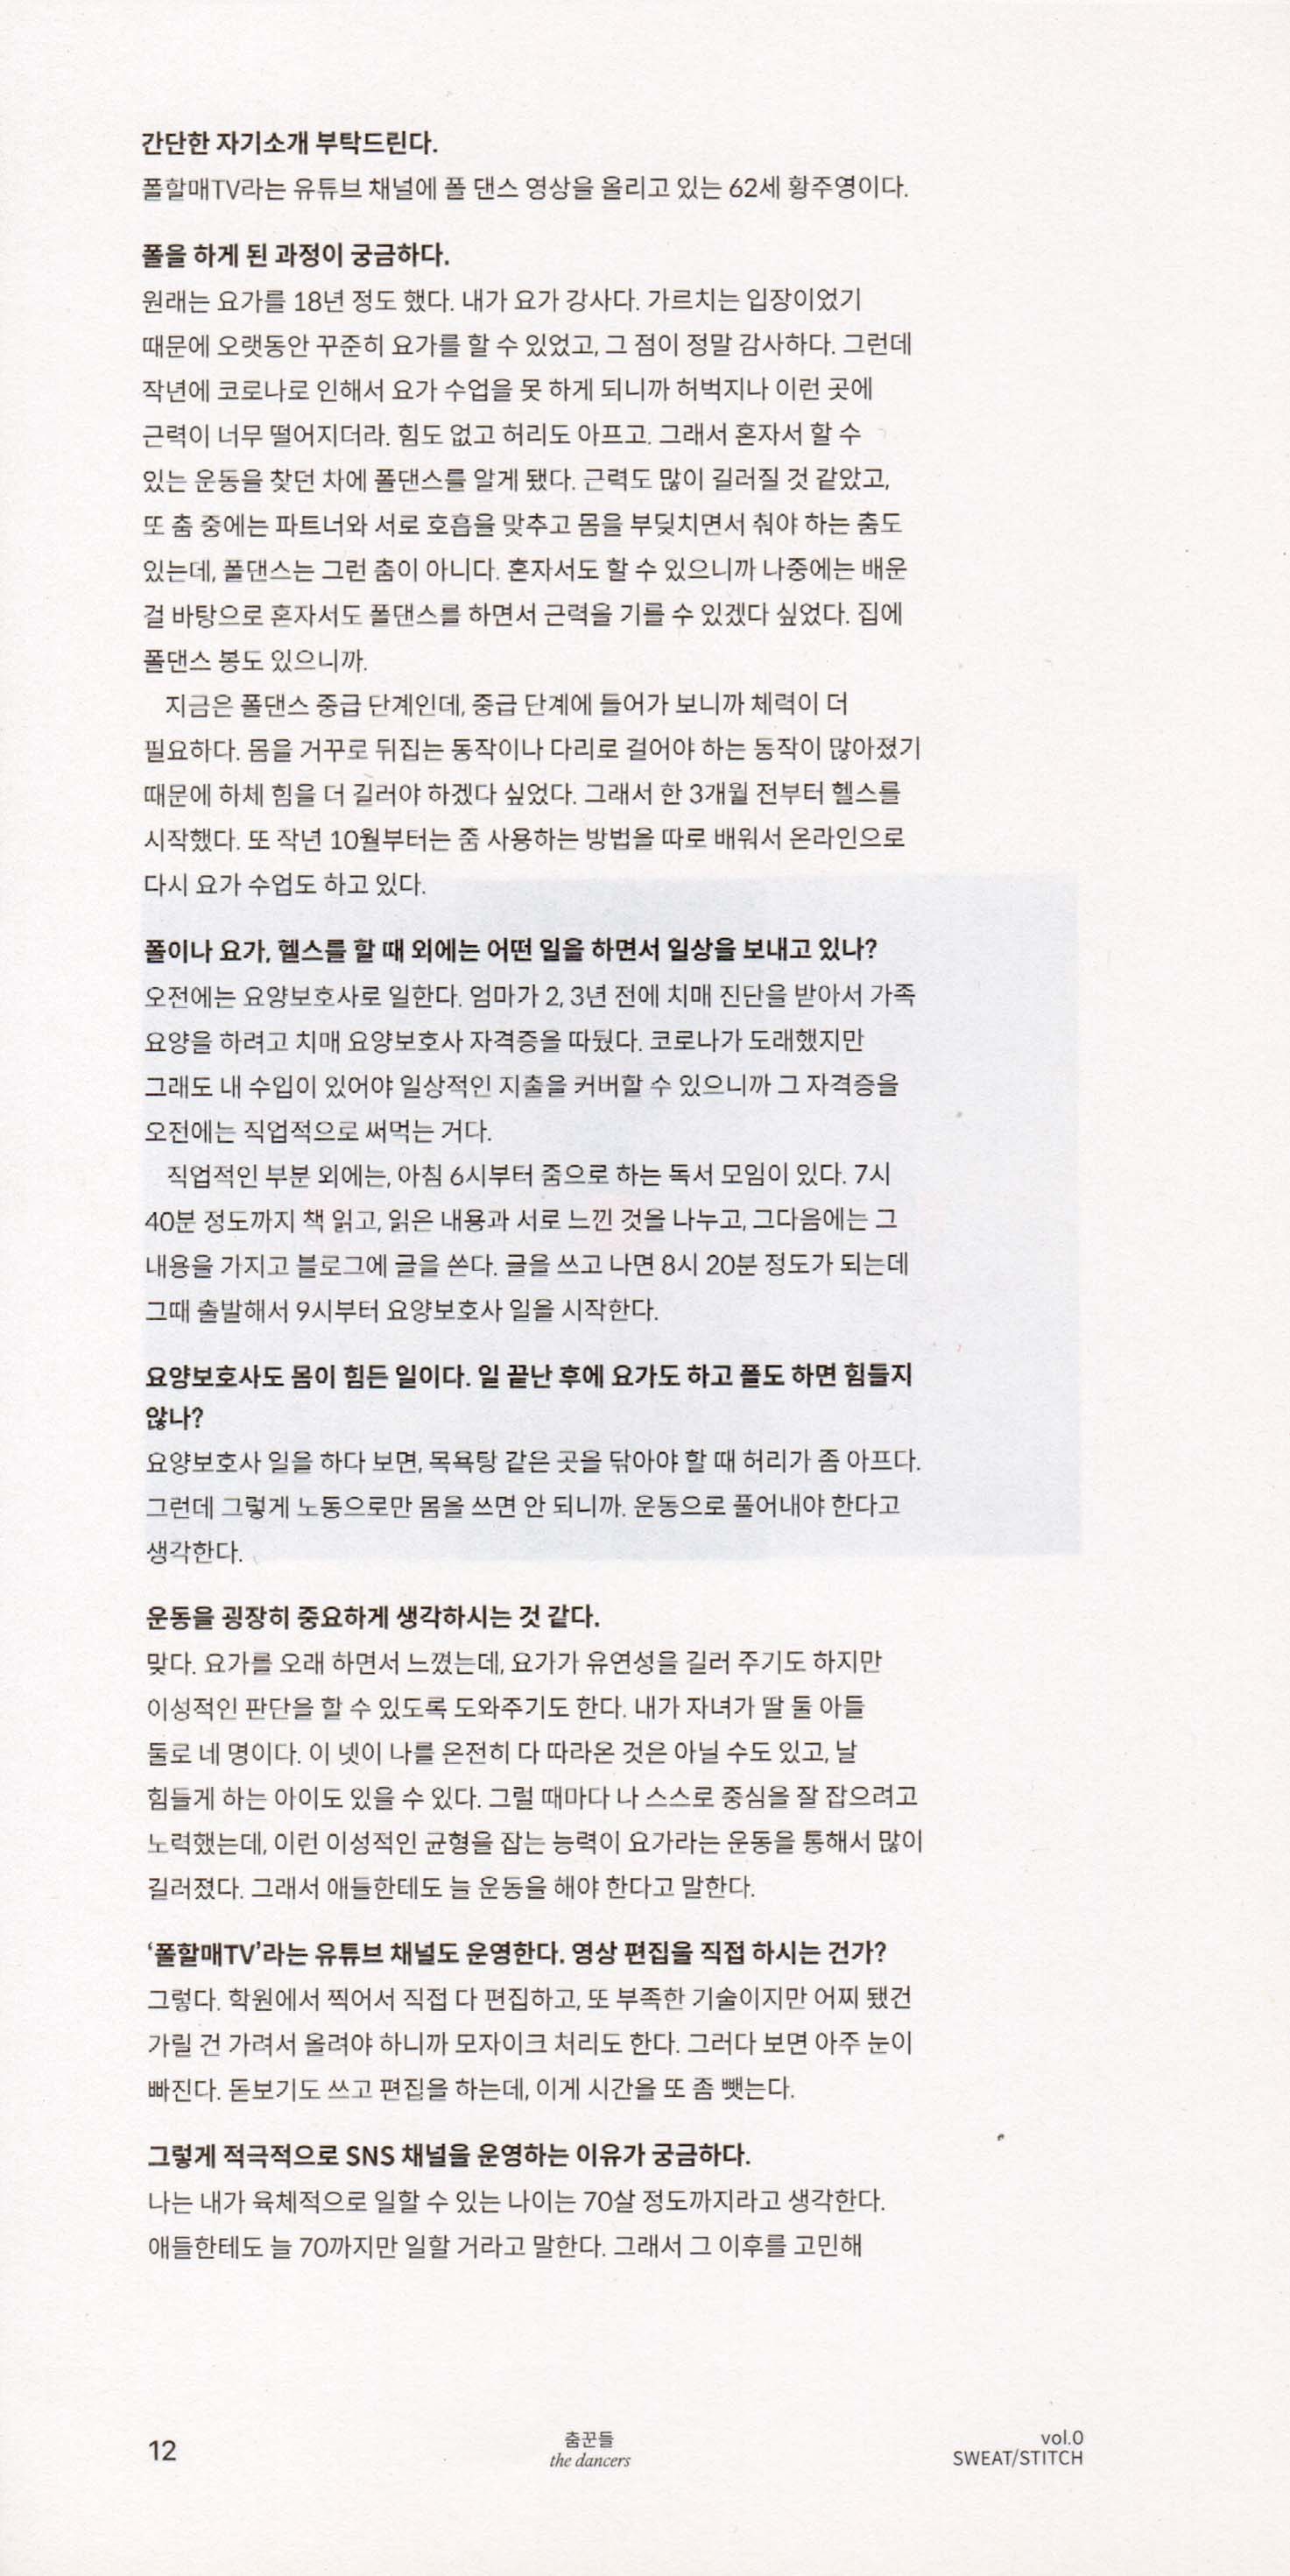 간단한 자기소개 부탁드린다.
폴할매TV라는 유튜브 채널에 폴 댄스 영상을 올리고 있는 62세 황주영이다.
폴을 하게 된 과정이 궁금하다.
원래는 요가를 18년 정도 했다. 내가 요가 강사다. 가르치는 입장이었기
때문에 오랫동안 꾸준히 요가를 할 수 있었고, 그 점이 정말 감사하다. 그런데
작년에 코로나로 인해서 요가 수업을 못 하게 되니까 허벅지나 이런 곳에
근력이 너무 떨어지더라. 힘도 없고 허리도 아프고. 그래서 혼자서 할 수
있는 운동을 찾던 차에 폴댄스를 알게 됐다. 근력도 많이 길러질 것 같았고,
또 춤 중에는 파트너와 서로 호흡을 맞추고 몸을 부딪치면서 춰야 하는 춤도
있는데, 폴댄스는 그런 춤이 아니다. 혼자서도 할 수 있으니까 나중에는 배운
걸 바탕으로 혼자서도 폴댄스를 하면서 근력을 기를 수 있겠다 싶었다. 집에
폴댄스 봉도 있으니까.
지금은 폴댄스 중급 단계인데, 중급 단계에 들어가 보니까 체력이 더
필요하다. 몸을 거꾸로 뒤집는 동작이나 다리로 걸어야 하는 동작이 많아졌기
때문에 하체 힘을 더 길러야 하겠다 싶었다. 그래서 한 3개월 전부터 헬스를
시작했다. 또 작년 10월부터는 줌 사용하는 방법을 따로 배워서 온라인으로
다시 요가 수업도 하고 있다.
폴이나 요가, 헬스를 할 때 외에는 어떤 일을 하면서 일상을 보내고 있나?
오전에는 요양보호사로 일한다. 엄마가 2, 3년 전에 치매 진단을 받아서 가족
요양을 하려고 치매 요양보호사 자격증을 따뒀다. 코로나가 도래했지만
그래도 내 수입이 있어야 일상적인 지출을 커버할 수 있으니까 그 자격증을
오전에는 직업적으로 써먹는 거다.
직업적인 부분 외에는, 아침 6시부터 줌으로 하는 독서 모임이 있다. 7시
40분 정도까지 책 읽고, 읽은 내용과 서로 느낀 것을 나누고, 그다음에는 그
내용을 가지고 블로그에 글을 쓴다. 글을 쓰고 나면 8시 20분 정도가 되는데
그때 출발해서 9시부터 요양보호사 일을 시작한다.
요양보호사도 몸이 힘든 일이다. 일 끝난 후에 요가도 하고 폴도 하면 힘들지
않나?
요양보호사 일을 하다 보면, 목욕탕 같은 곳을 닦아야 할 때 허리가 좀 아프다.
그런데 그렇게 노동으로만 몸을 쓰면 안 되니까. 운동으로 풀어내야 한다고
생각한다.
운동을 굉장히 중요하게 생각하시는 것 같다.
맞다. 요가를 오래 하면서 느꼈는데, 요가가 유연성을 길러 주기도 하지만
이성적인 판단을 할 수 있도록 도와주기도 한다. 내가 자녀가 딸 둘 아들
둘로 네 명이다. 이 넷이 나를 온전히 다 따라온 것은 아닐 수도 있고, 날
힘들게 하는 아이도 있을 수 있다. 그럴 때마다 나 스스로 중심을 잘 잡으려고
노력했는데, 이런 이성적인 균형을 잡는 능력이 요가라는 운동을 통해서 많이
길러졌다. 그래서 애들한테도 늘 운동을 해야 한다고 말한다.
‘폴할매TV’라는 유튜브 채널도 운영한다. 영상 편집을 직접 하시는 건가?
그렇다. 학원에서 찍어서 직접 다 편집하고, 또 부족한 기술이지만 어찌 됐건
가릴 건 가려서 올려야 하니까 모자이크 처리도 한다. 그러다 보면 아주 눈이
빠진다. 돋보기도 쓰고 편집을 하는데, 이게 시간을 또 좀 뺏는다.
그렇게 적극적으로 SNS 채널을 운영하는 이유가 궁금하다.
나는 내가 육체적으로 일할 수 있는 나이는 70살 정도까지라고 생각한다.
애들한테도 늘 70까지만 일할 거라고 말한다. 그래서 그 이후를 고민해
12
춤꾼들
the dancers
vol.0
SWEAT/STITCH